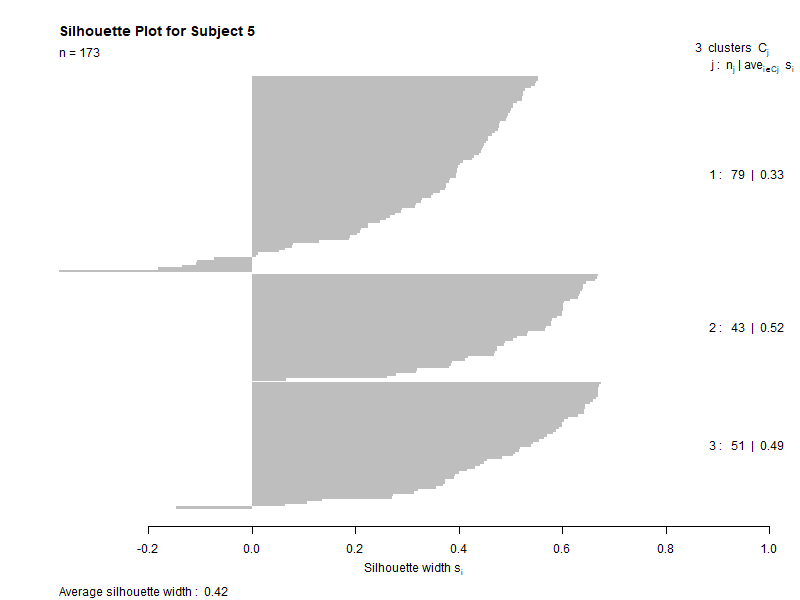 Silhouette Plot for Subject 5
n = 173
3 clusters Cj
j : nj | ave i∈Cj si
1 : 79 | 0.33
2 : 43 | 0.52
3 : 51 | 0.49
-0.2 0.0 0.2 0.4 0.6 0.8 1.0
Silhouette width si
Average silhouette width : 0.42